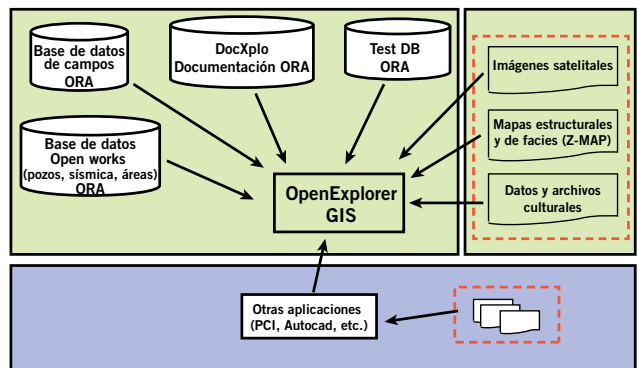 Base de datos
de campos
ORA
DocXplo
Documentación ORA
Test DB
ORA
Imágenes satelitales
Base de datos
Open works
(pozos, sísmica, áreas)
ORA
Mapas estructurales
y de facies (Z-MAP)
OpenExplorer
GIS
Datos y archivos
culturales
Otras aplicaciones
(PCI, Autocad, etc.)